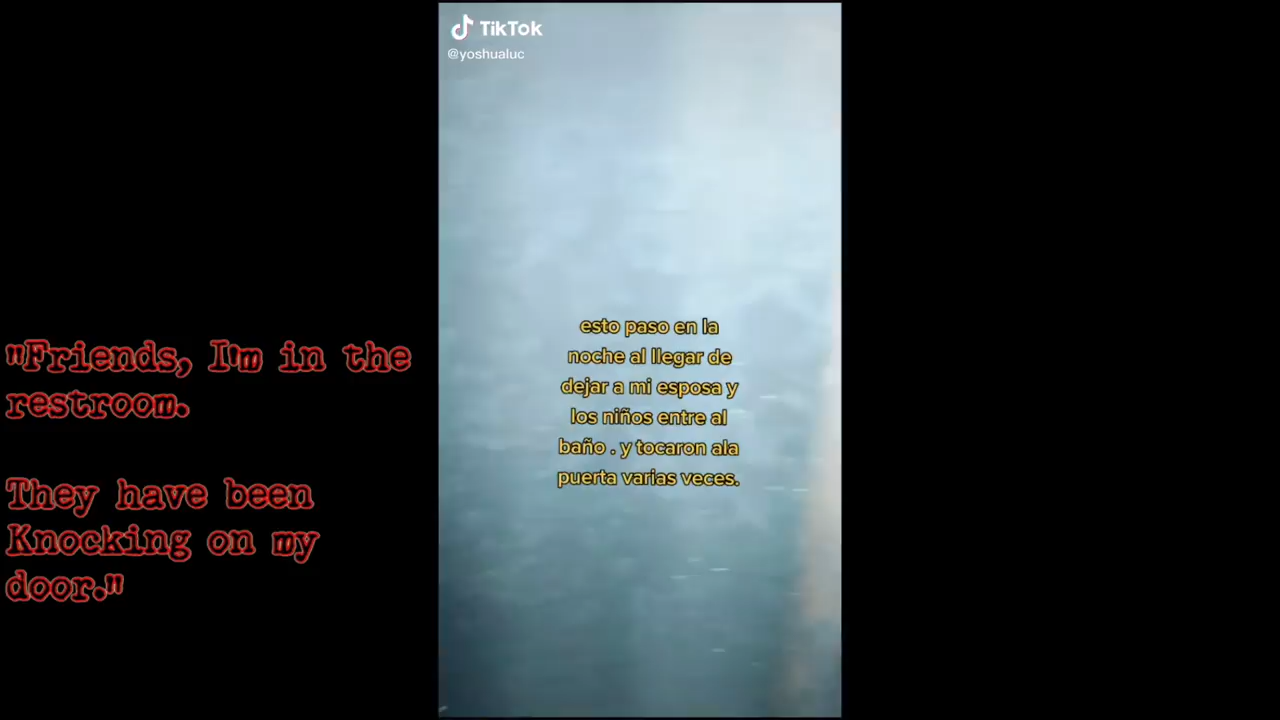 TikTok
@yoshualuc
"Friends, I'm in the
restroom.
They have been
Knocking on my
door."
esto paso en la
noche al llegar de
dejar a mi esposa y
los niños entre al
baño . y tocaron ala
puerta varias veces.